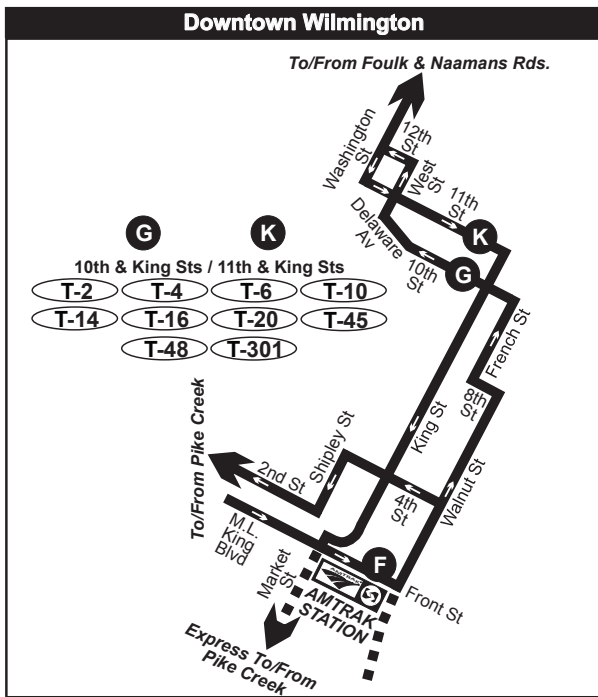 Downtown Wilmington
To/From Foulk & Naamans Rds.
Washington
St
12th
St
West
St
11th
St
K
Delaware
Av
10th
St
G
G
K
10th & King Sts / 11th & King Sts
T-2
T-4
T-6
T-10
T-14
T-16
T-20
T-45
T-48
T-301
French St
8th
St
King St
Walnut St
To/From Pike Creek
Shipley St
2nd St
4th
St
M.L.
King
Blvd
F
Market
St
AMTRAK
AMTRAK
STATION
Front St
Express To/From
Pike Creek